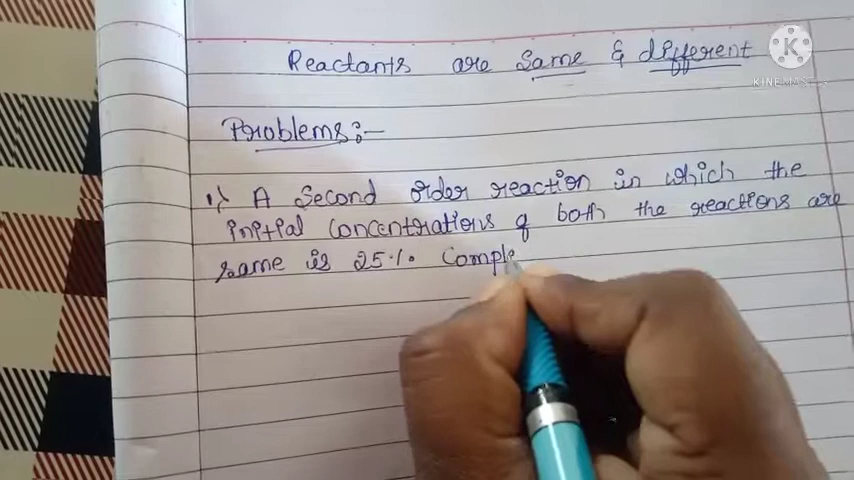 Reactants are Same & different
Problems :-
1) A Second order reaction in which the
initial concentrations of both the reactions are
same is 25% Comple
K
KINEMASTER